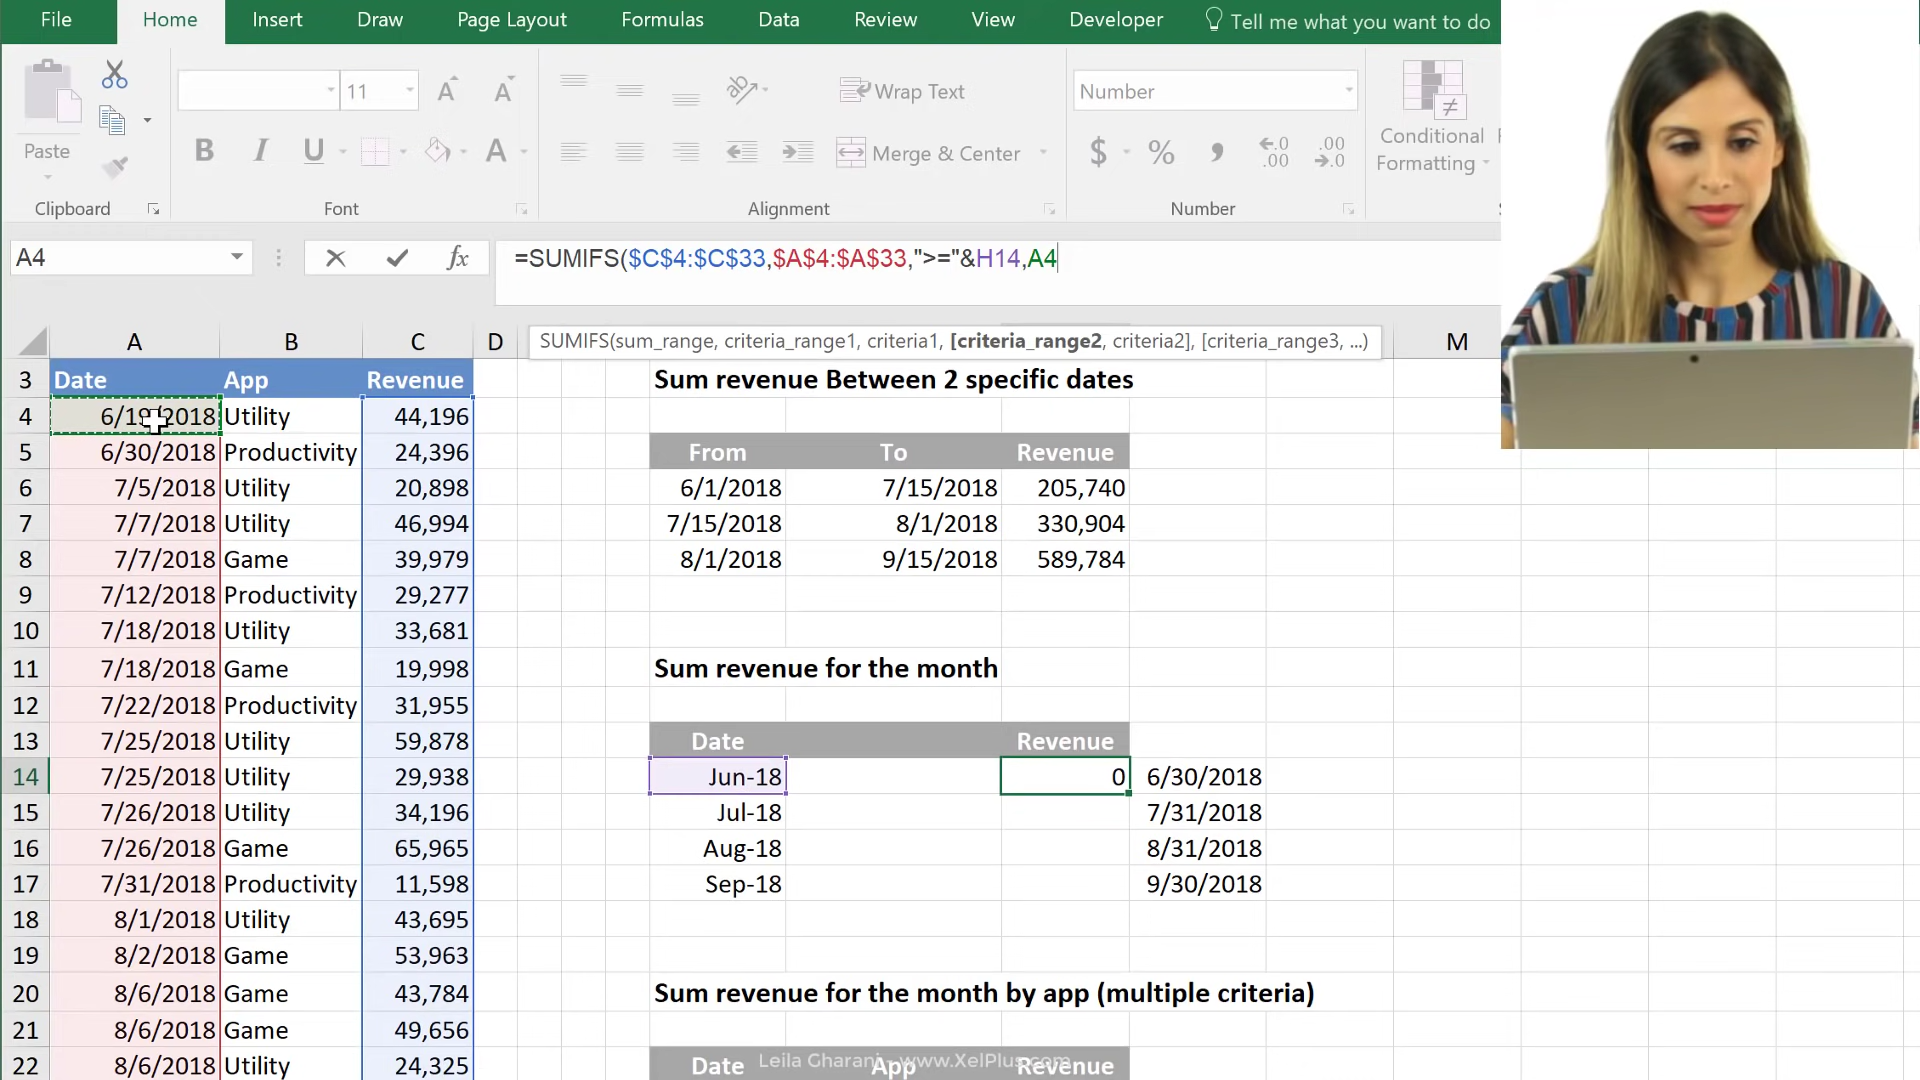 File Home Insert Draw Page Layout Formulas Data Review View Developer Tell me what you want to do
11 Wrap Text Number
Paste B I U A Merge & Center $ % , Conditional Formatting
Clipboard Font Alignment Number
A4 fx =SUMIFS($C$4:$C$33,$A$4:$A$33,">="&H14,A4
SUMIFS(sum_range, criteria_range1, criteria1, [criteria_range2, criteria2], [criteria_range3, ...)
A B C D M
3 Date App Revenue Sum revenue Between 2 specific dates
4 6/19/2018 Utility 44,196
5 6/30/2018 Productivity 24,396 From To Revenue
6 7/5/2018 Utility 20,898 6/1/2018 7/15/2018 205,740
7 7/7/2018 Utility 46,994 7/15/2018 8/1/2018 330,904
8 7/7/2018 Game 39,979 8/1/2018 9/15/2018 589,784
9 7/12/2018 Productivity 29,277
10 7/18/2018 Utility 33,681
11 7/18/2018 Game 19,998 Sum revenue for the month
12 7/22/2018 Productivity 31,955
13 7/25/2018 Utility 59,878 Date Revenue
14 7/25/2018 Utility 29,938 Jun-18 0 6/30/2018
15 7/26/2018 Utility 34,196 Jul-18 7/31/2018
16 7/26/2018 Game 65,965 Aug-18 8/31/2018
17 7/31/2018 Productivity 11,598 Sep-18 9/30/2018
18 8/1/2018 Utility 43,695
19 8/2/2018 Game 53,963
20 8/6/2018 Game 43,784 Sum revenue for the month by app (multiple criteria)
21 8/6/2018 Game 49,656
22 8/6/2018 Utility 24,325 Date App Revenue
Leila Gharani - www.XelPlus.com